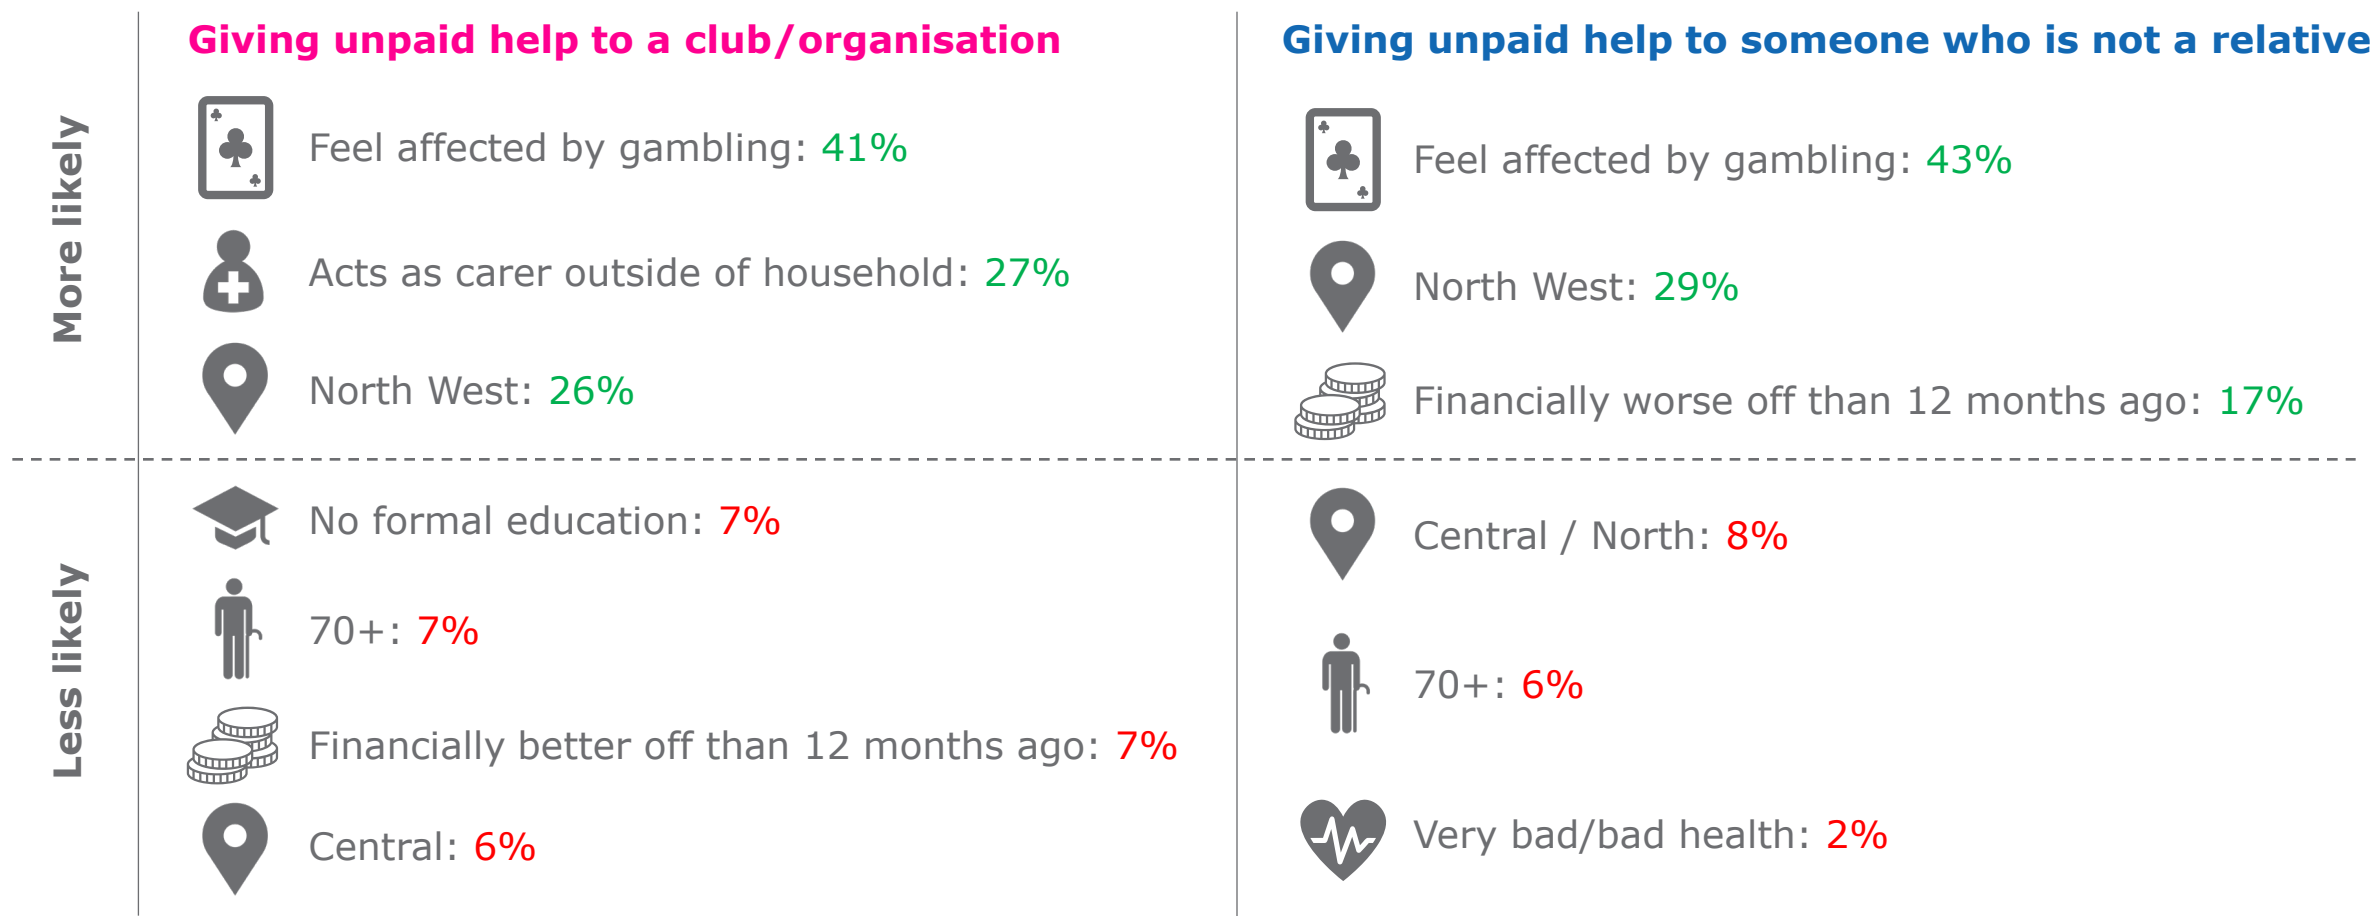 Giving unpaid help to a club/organisation
More likely
Feel affected by gambling: 41%
Acts as carer outside of household: 27%
North West: 26%
Less likely
No formal education: 7%
70+: 7%
Financially better off than 12 months ago: 7%
Central: 6%
Giving unpaid help to someone who is not a relative
Feel affected by gambling: 43%
North West: 29%
Financially worse off than 12 months ago: 17%
Central / North: 8%
70+: 6%
Very bad/bad health: 2%